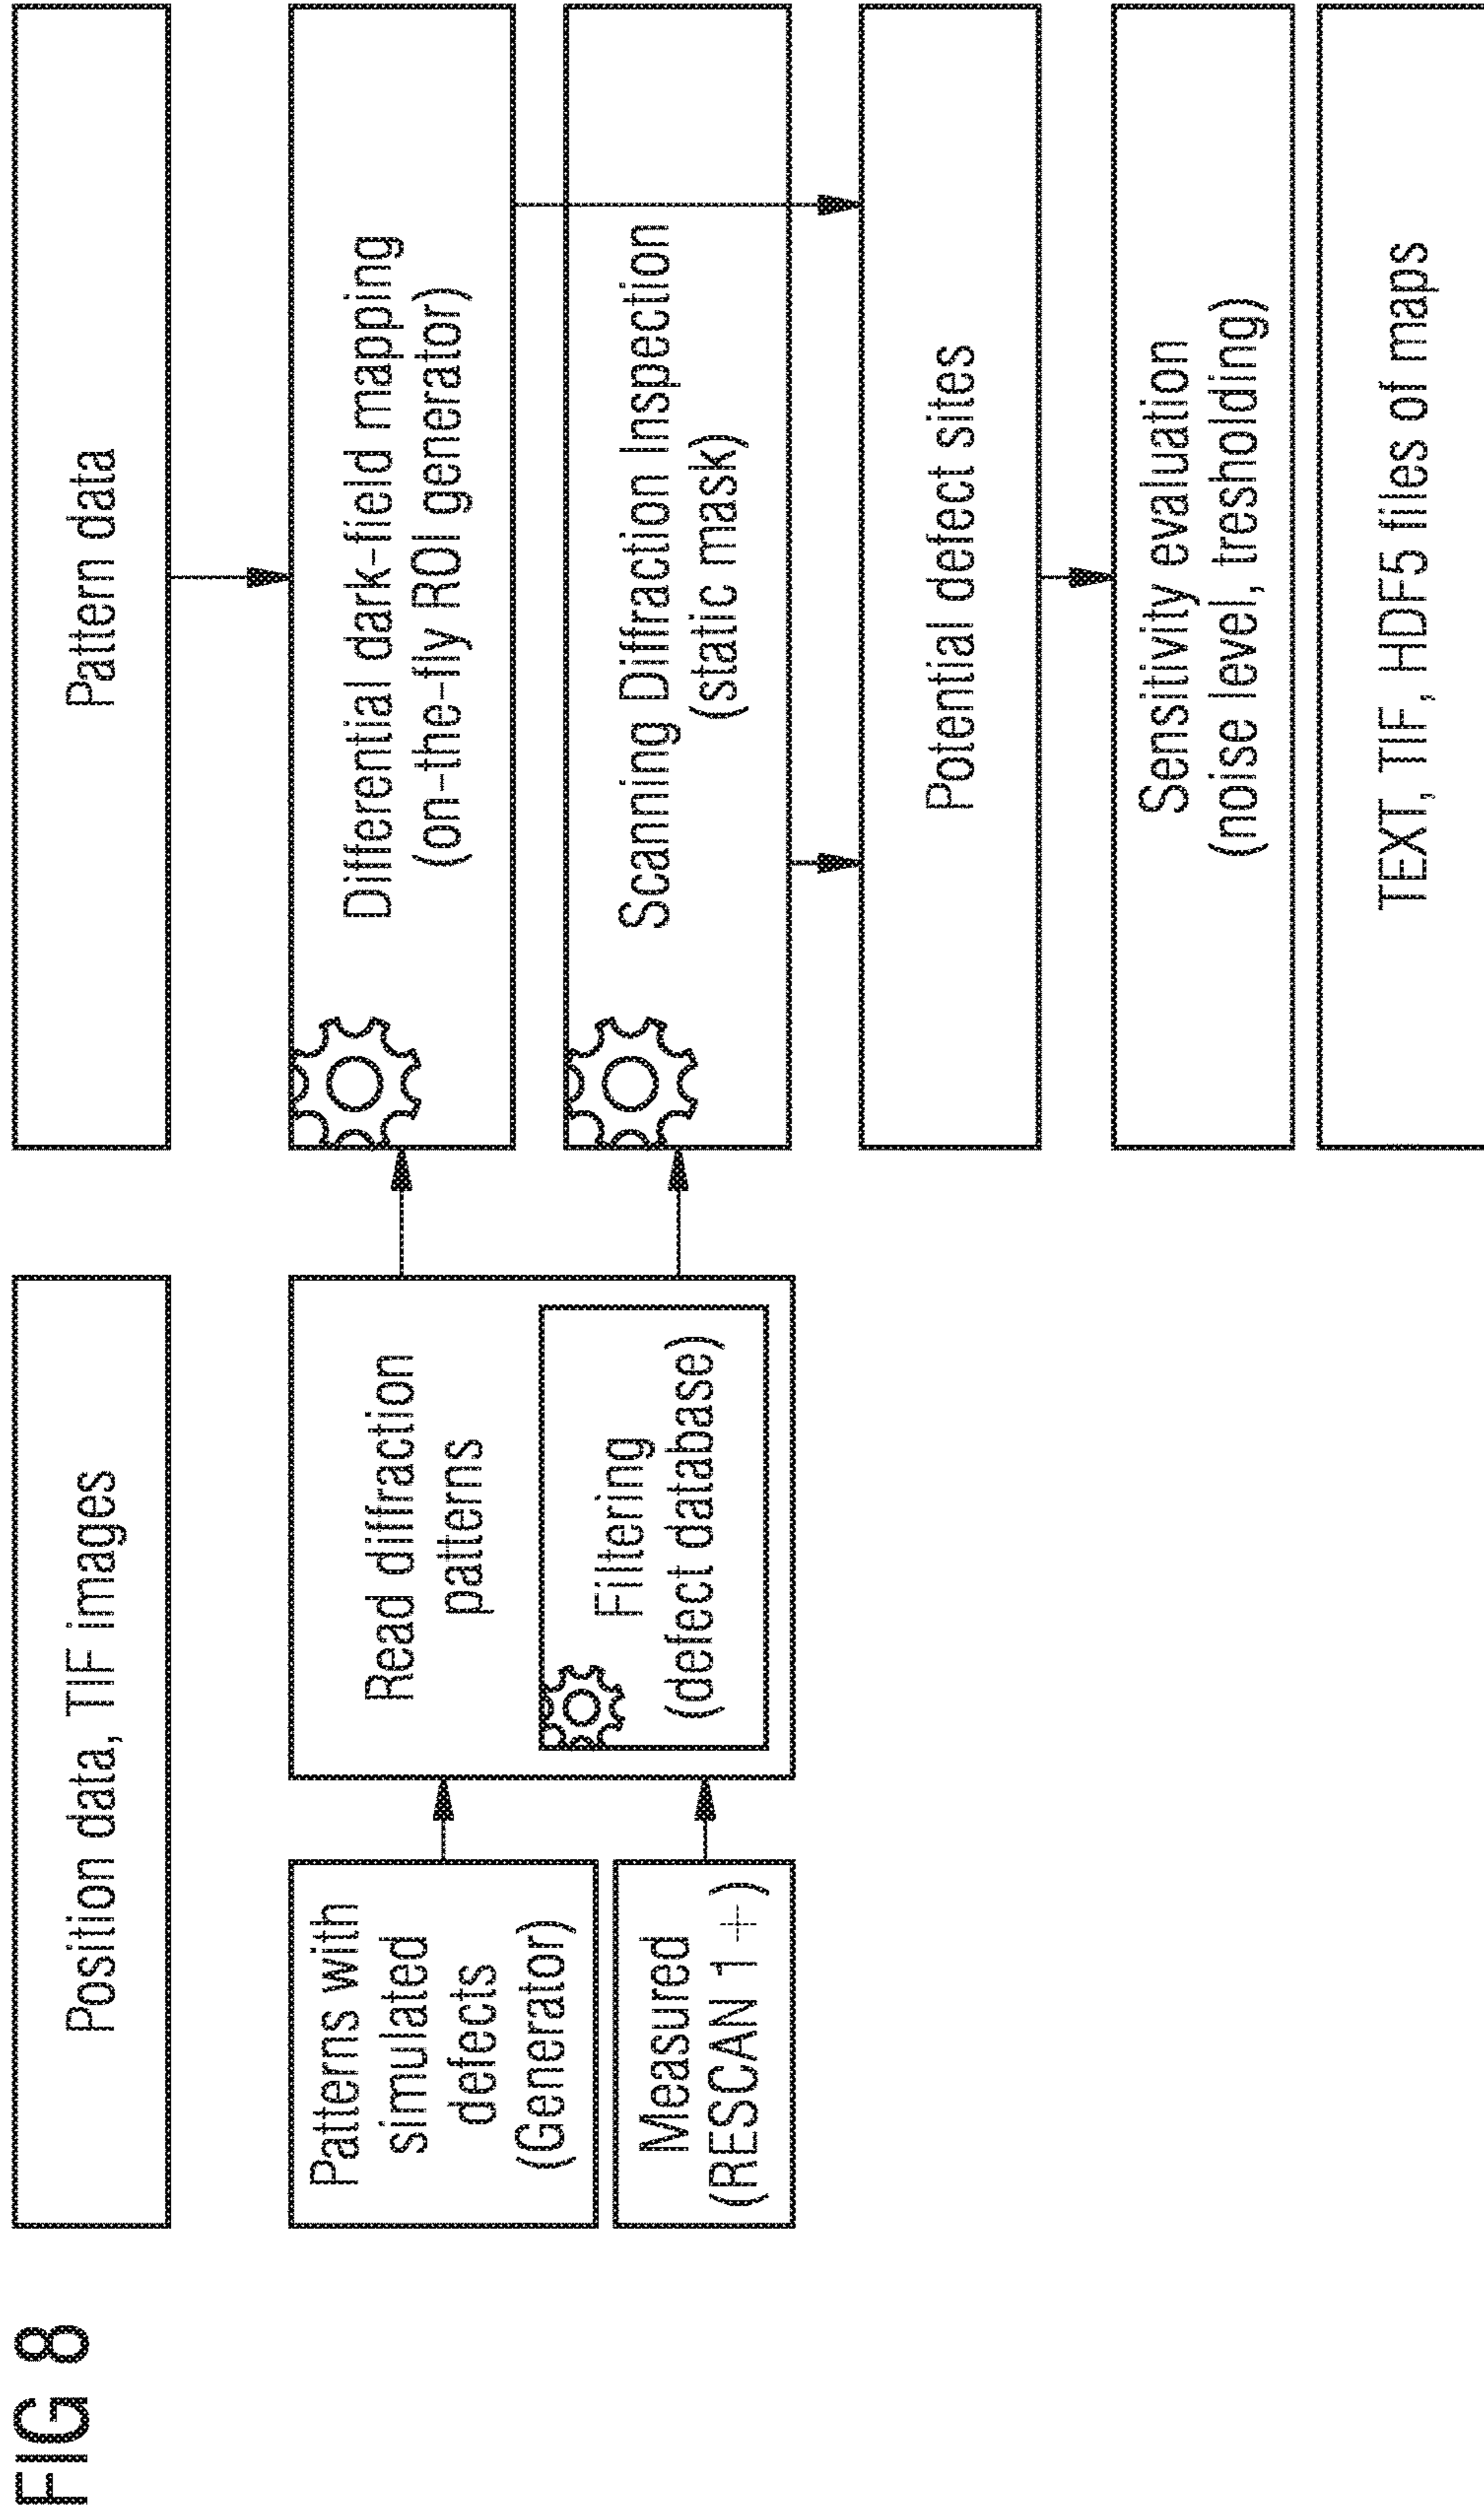 FIG 8
Position data, TIF images
Pattern data
Patterns with
simulated
defects
(Generator)
Measured
(RESCAN 1 +)
Read diffraction
patterns
Filtering
(defect database)
Differential dark-field mapping
(on-the-fly ROI generator)
Scanning Diffraction Inspection
(static mask)
Potential defect sites
Sensitivity evaluation
(noise level, tresholding)
TEXT, TIF, HDF5 files of maps